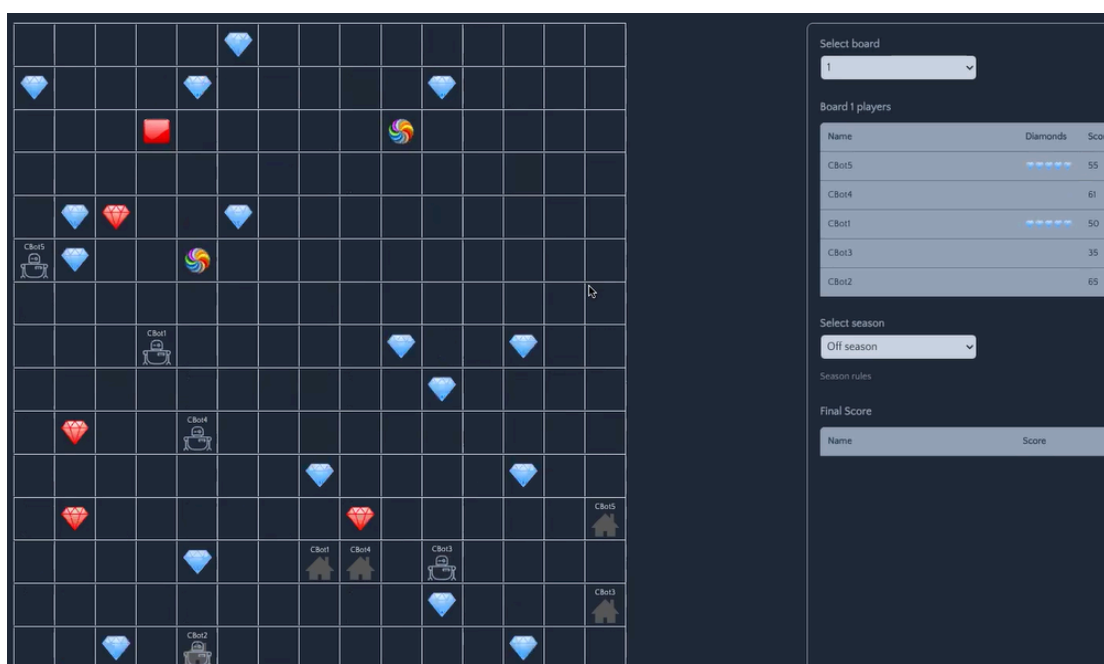 Select board
1
Board 1 players
Name Diamonds Sco
CBot5 55
CBot4 61
CBot1 50
CBot3 35
CBot2 65
Select season
Off season
Season rules
Final Score
Name Score
CBot5
CBot1
CBot4
CBot5
CBot1 CBot4 CBot3
CBot3
CBot2